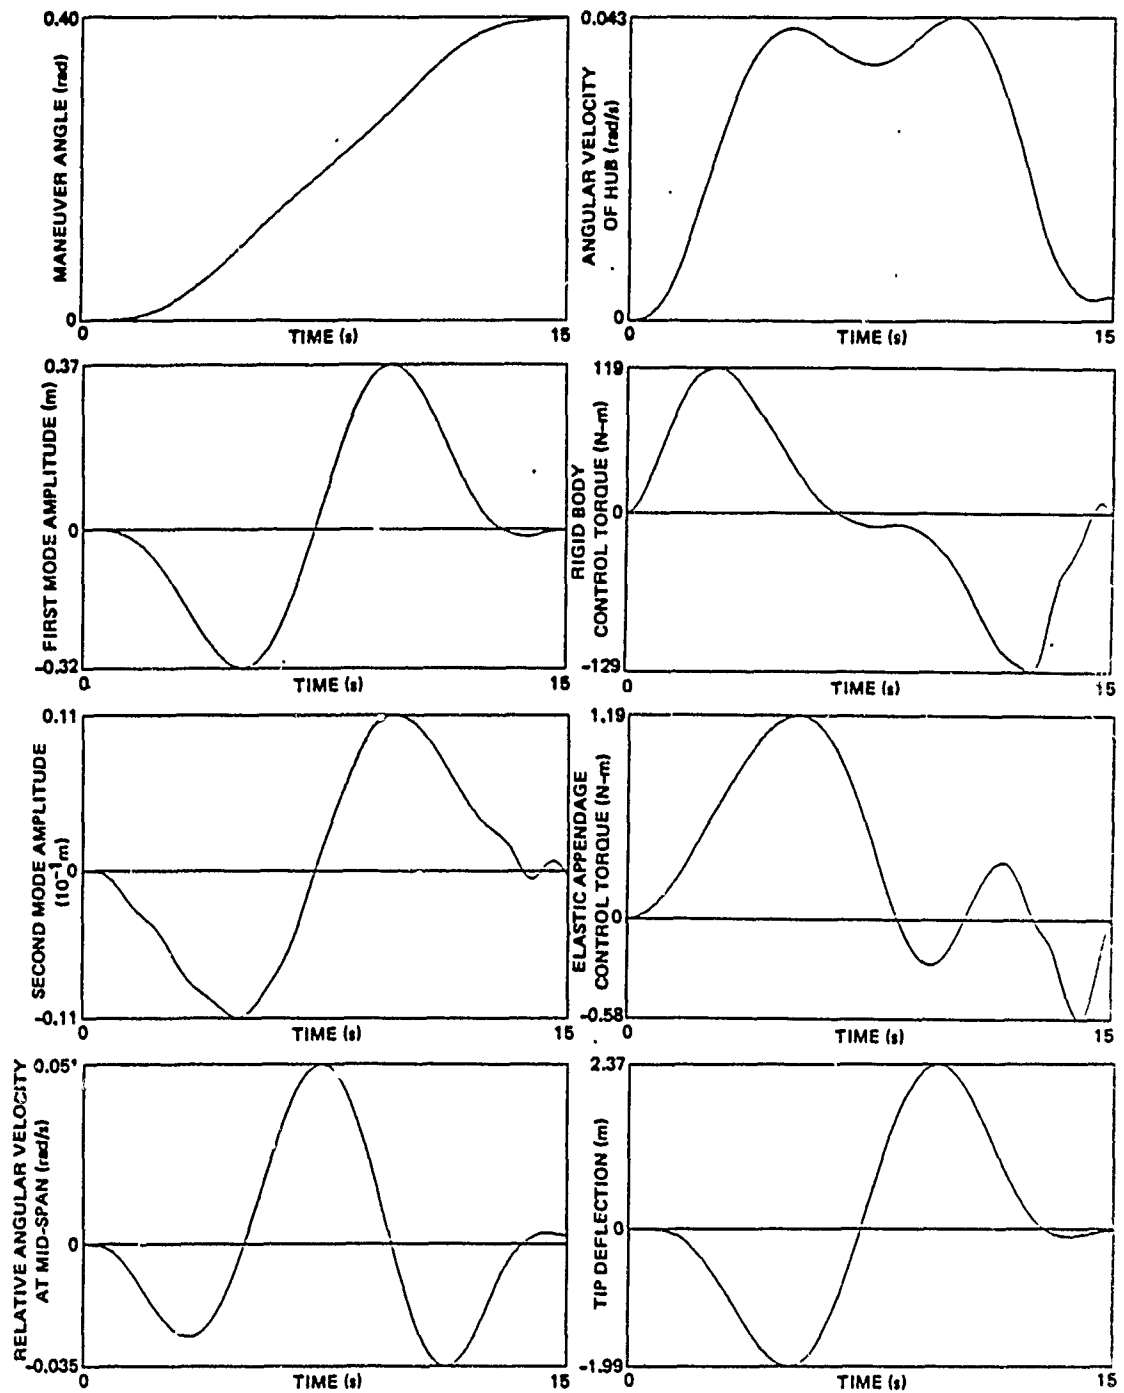 MANEUVER ANGLE (rad)
0.40
0
0
TIME (s)
15
ANGULAR VELOCITY
OF HUB (rad/s)
0.043
0
0
TIME (s)
15
FIRST MODE AMPLITUDE (m)
0.37
0
-0.32
0
TIME (s)
15
RIGID BODY
CONTROL TORQUE (N-m)
119
0
-129
0
TIME (s)
15
SECOND MODE AMPLITUDE
(10-1m)
0.11
0
-0.11
0
TIME (s)
15
ELASTIC APPENDAGE
CONTROL TORQUE (N-m)
1.19
0
-0.58
0
TIME (s)
15
RELATIVE ANGULAR VELOCITY
AT MID-SPAN (rad/s)
0
-0.035
0
TIME (s)
15
TIP DEFLECTION (m)
2.37
0
-1.99
0
TIME (s)
15